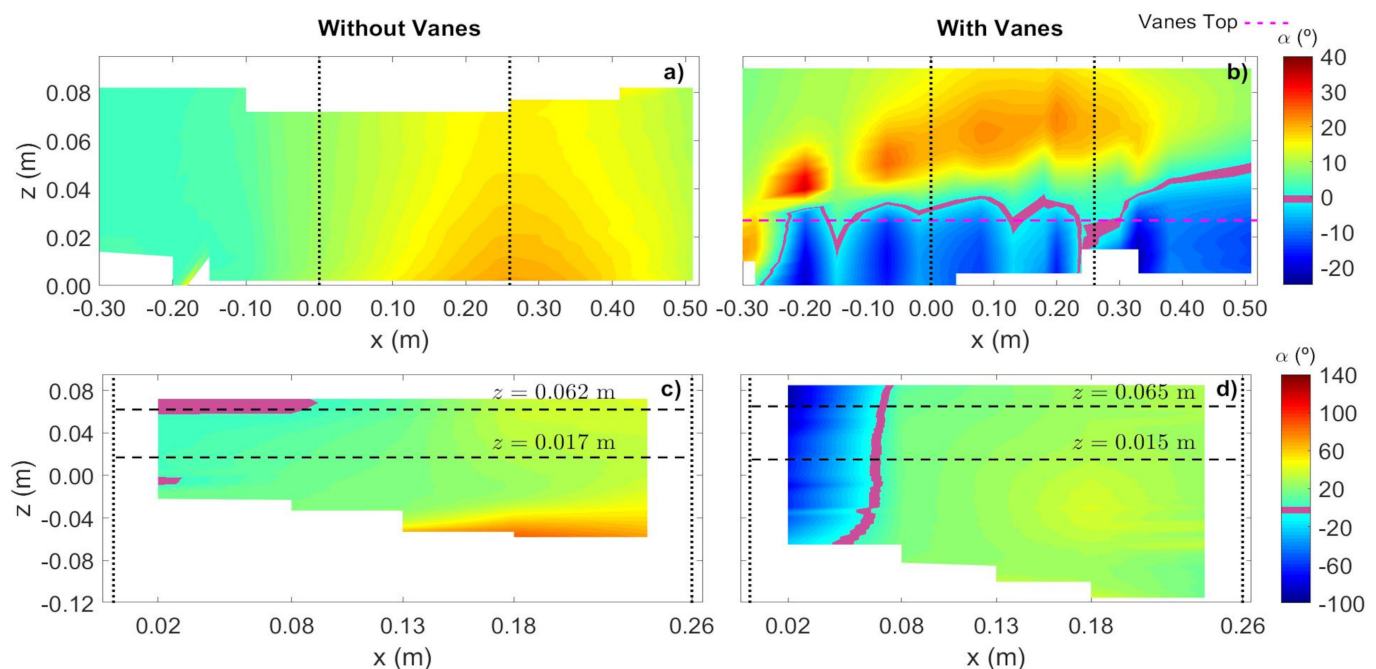 Without Vanes
With Vanes
Vanes Top
α (º)
a)
b)
0.08
0.06
0.04
0.02
0.00
z (m)
-0.30 -0.20 -0.10 0.00 0.10 0.20 0.30 0.40 0.50
x (m)
-0.30 -0.20 -0.10 0.00 0.10 0.20 0.30 0.40 0.50
x (m)
40
30
20
10
0
-10
-20
α (º)
c)
d)
z = 0.062 m
z = 0.017 m
z = 0.065 m
z = 0.015 m
0.08
0.04
0.00
-0.04
-0.08
-0.12
z (m)
0.02 0.08 0.13 0.18 0.26
x (m)
0.02 0.08 0.13 0.18 0.26
x (m)
140
100
60
20
-20
-60
-100